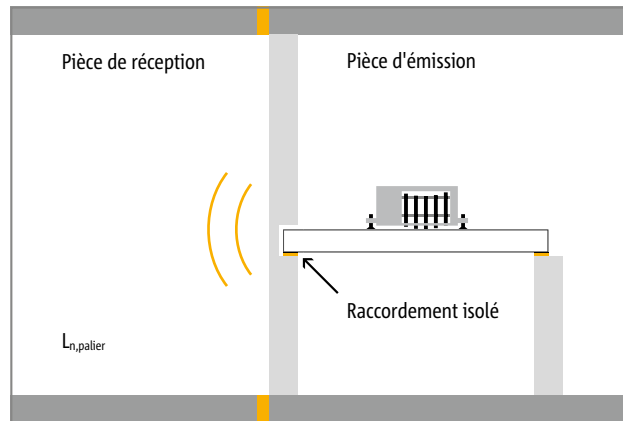 Pièce de réception
Pièce d'émission
Raccordement isolé
Ln,palier